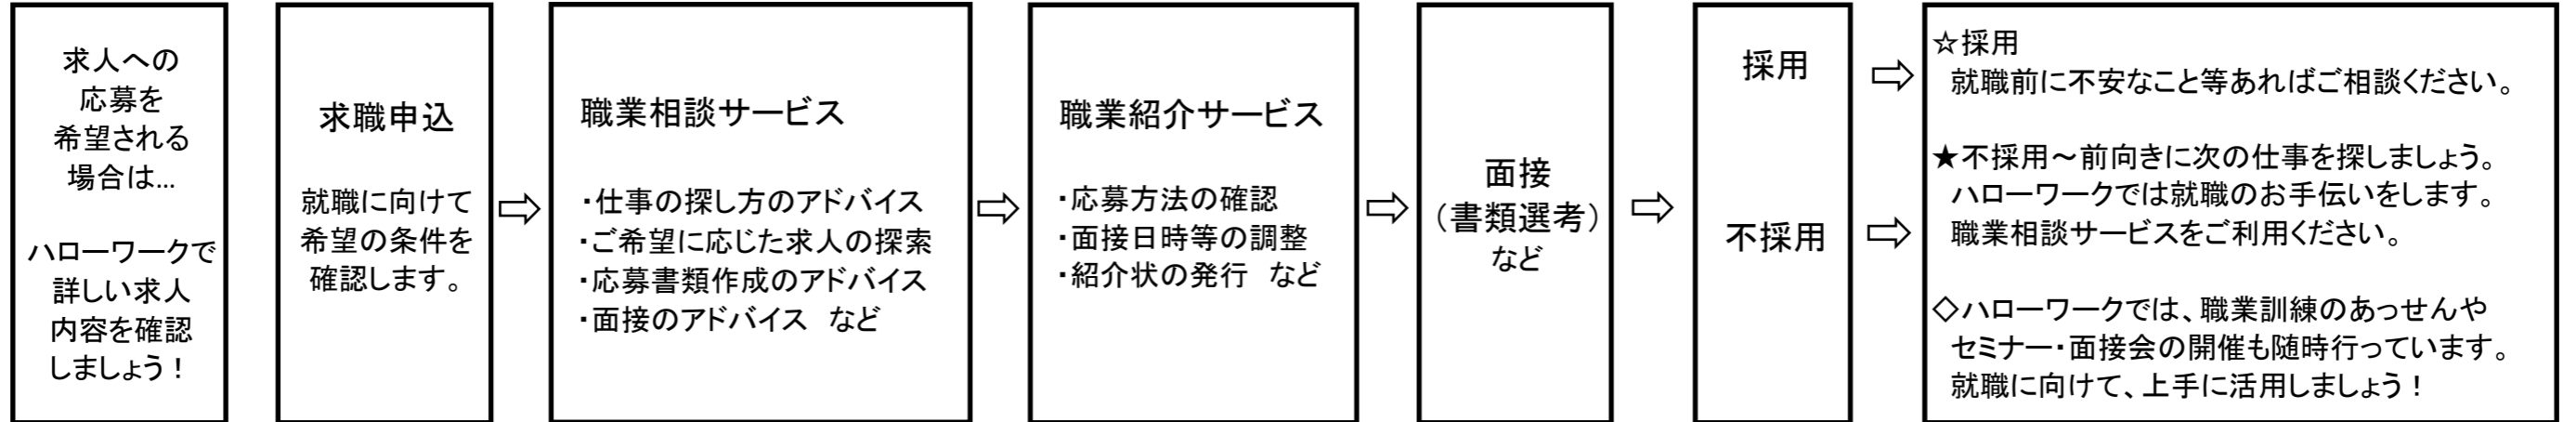 求人への
応募を
希望される
場合は…
ハローワークで
詳しい求人
内容を確認
しましょう！
求職申込
就職に向けて
希望の条件を
確認します。
職業相談サービス
・仕事の探し方のアドバイス
・ご希望に応じた求人の探索
・応募書類作成のアドバイス
・面接のアドバイス　など
職業紹介サービス
・応募方法の確認
・面接日時等の調整
・紹介状の発行　など
面接
（書類選考）
など
採用
不採用
☆採用
就職前に不安なこと等あればご相談ください。
★不採用～前向きに次の仕事を探しましょう。
ハローワークでは就職のお手伝いをします。
職業相談サービスをご利用ください。
◇ハローワークでは、職業訓練のあっせんや
セミナー・面接会の開催も随時行っています。
就職に向けて、上手に活用しましょう！